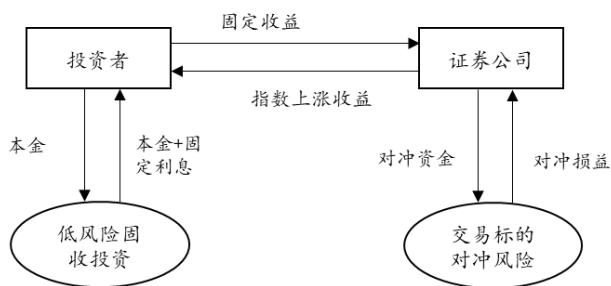 固定收益
投资者
证券公司
指数上涨收益
本金
本金+固
定利息
对冲资金
对冲损益
低风险固
收投资
交易标的
对冲风险